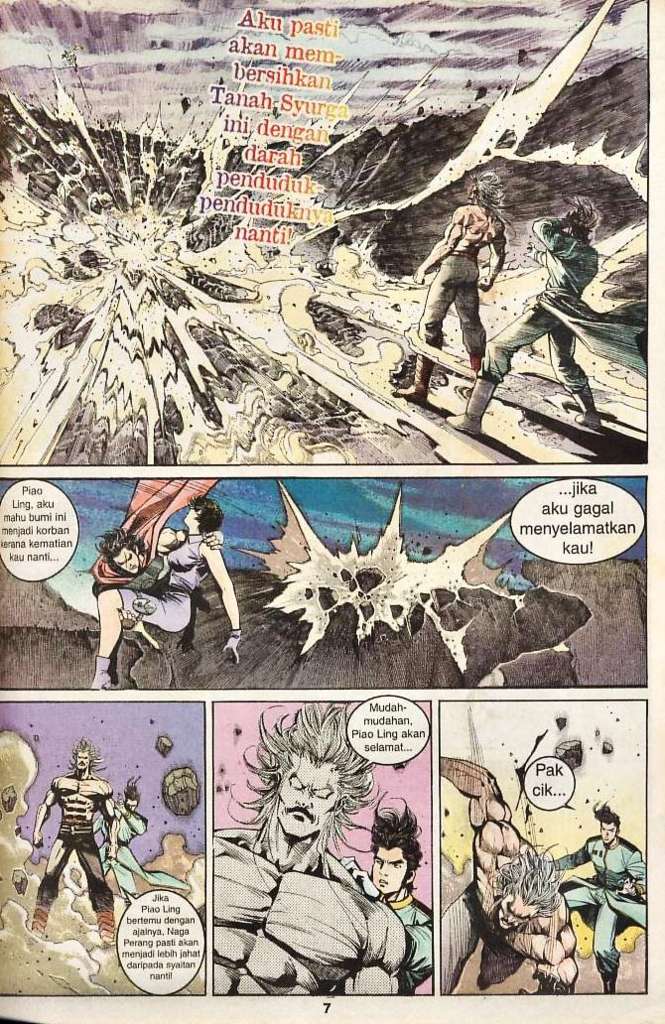 Aku pasti
akan mem-
bersihkan
Tanah Syurga
ini dengan
darah
penduduk-
penduduknya
nanti!
Piao
Ling, aku
mahu bumi ini
menjadi korban
kerana kematian
kau nanti...
...jika
aku gagal
menyelamatkan
kau!
Jika
Piao Ling
bertemu dengan
ajalnya, Naga
Perang pasti akan
menjadi lebih jahat
daripada syaitan
nanti!
Mudah-
mudahan,
Piao Ling akan
selamat...
Pak
cik...
7